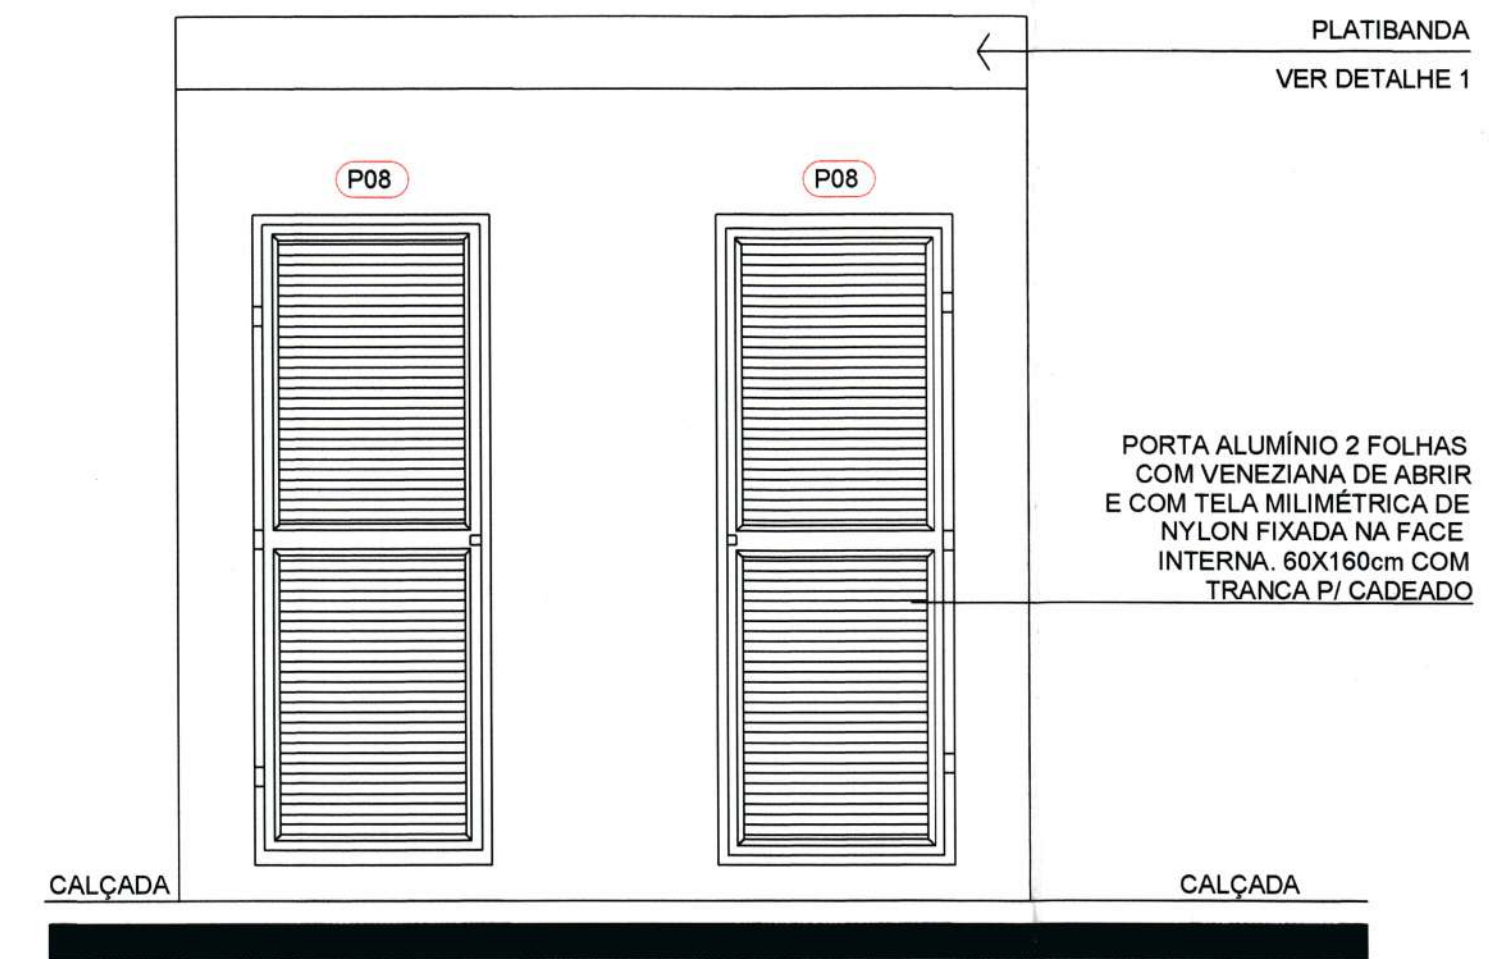 PLATIBANDA
VER DETALHE 1
P08
P08
PORTA ALUMÍNIO 2 FOLHAS
COM VENEZIANA DE ABRIR
E COM TELA MILIMÉTRICA DE
NYLON FIXADA NA FACE
INTERNA. 60X160cm COM
TRANCA P/ CADEADO
CALÇADA
CALÇADA